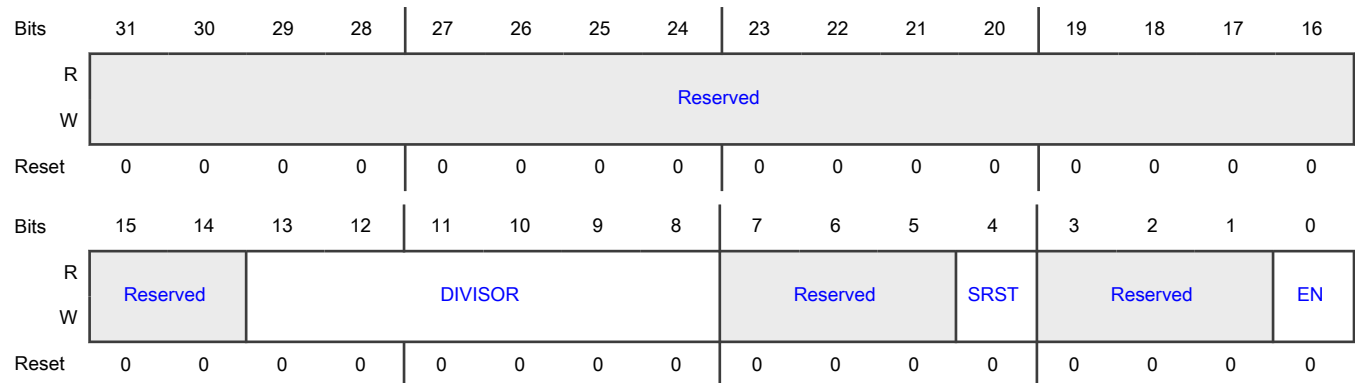 Bits 31 30 29 28 27 26 25 24 23 22 21 20 19 18 17 16
R
Reserved
W
Reset 0 0 0 0 0 0 0 0 0 0 0 0 0 0 0 0
Bits 15 14 13 12 11 10 9 8 7 6 5 4 3 2 1 0
R
Reserved DIVISOR Reserved SRST Reserved EN
W
Reset 0 0 0 0 0 0 0 0 0 0 0 0 0 0 0 0